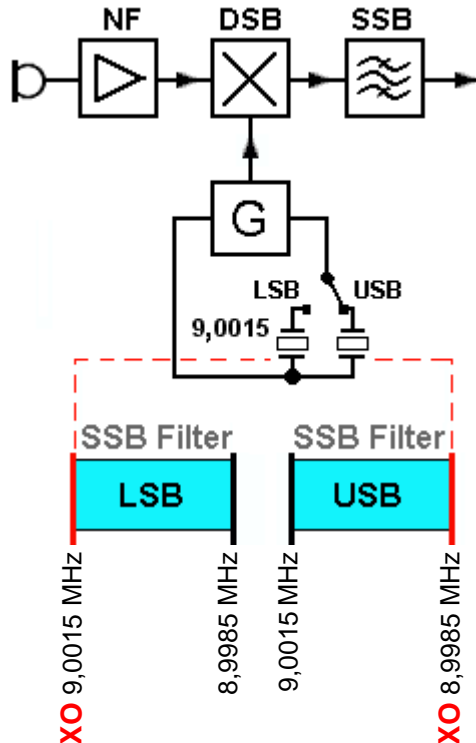 NF DSB SSB
G
LSB USB
9,0015
SSB Filter SSB Filter
LSB USB
XO 9,0015 MHz
8,9985 MHz
9,0015 MHz
XO 8,9985 MHz